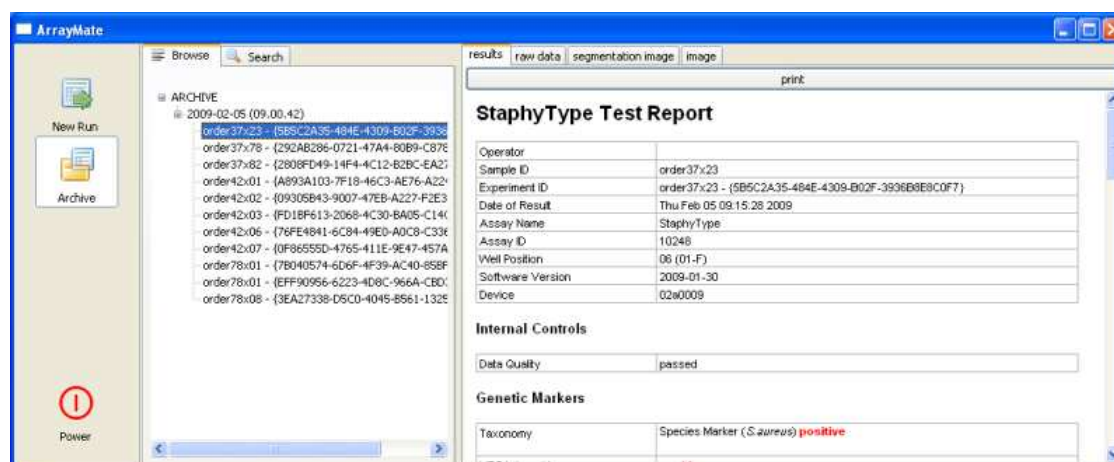 ArrayMate
New Run
Archive
Power
Browse Search
ARCHIVE
2009-02-05 (09.00.42)
order37x23 - {5B5C2A35-484E-4309-B02F-3936
order37x78 - {292AB286-0721-47A4-80B9-C878
order37x82 - {2808FD49-14F4-4C12-B2BC-EA2
order42x01 - {A893A103-7F18-46C3-AE76-A22
order42x02 - {09305B43-9007-47EB-A227-F2E3
order42x03 - {FD1BF613-2068-4C30-BA05-C14
order42x06 - {76FE4841-6C84-49E0-A0C8-C336
order42x07 - {0F86555D-4765-411E-9E47-457A
order78x01 - {7B040574-6D6F-4F39-AC40-85BF
order78x01 - {EFF90956-6223-4D8C-966A-CBD
order78x08 - {3EA27338-D5C0-4045-B561-1325
results raw data segmentation image image
print
StaphyType Test Report
Operator
Sample ID order37x23
Experiment ID order37x23 - {5B5C2A35-484E-4309-B02F-3936B8E8C0F7}
Date of Result Thu Feb 05 09:15:28 2009
Assay Name StaphyType
Assay ID 10248
Well Position 06 (01-F)
Software Version 2009-01-30
Device 02a0009
Internal Controls
Data Quality passed
Genetic Markers
Taxonomy Species Marker (S.aureus) positive